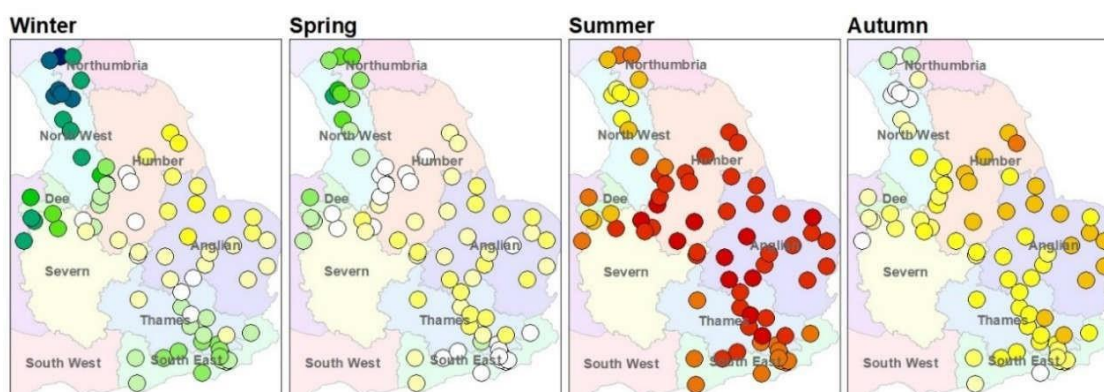 Winter
Northumbria
North West
Humber
Dee
Anglian
Severn
Thames
South West
South East
Spring
Northumbria
North West
Humber
Dee
Anglian
Severn
Thames
South West
South East
Summer
Northumbria
North West
Humber
Dee
Anglian
Severn
Thames
South West
South East
Autumn
Northumbria
North West
Humber
Dee
Anglian
Severn
Thames
South West
South East